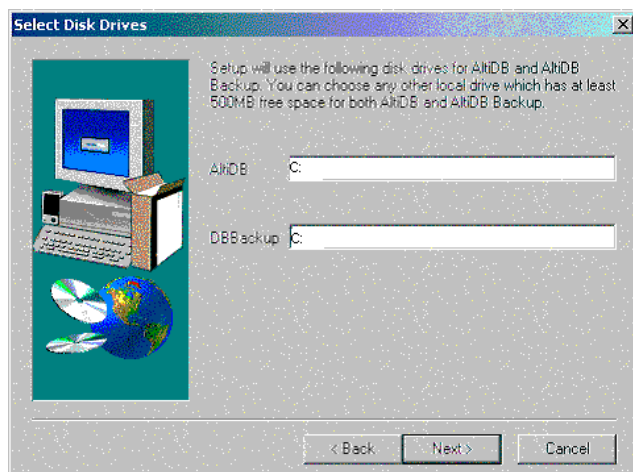 Select Disk Drives
Setup will use the following disk drives for AltiDB and AltiDB
Backup. You can choose any other local drive which has at least
500MB free space for both AltiDB and AltiDB Backup.
AltiDB C:
DBBackup C:
< Back Next > Cancel